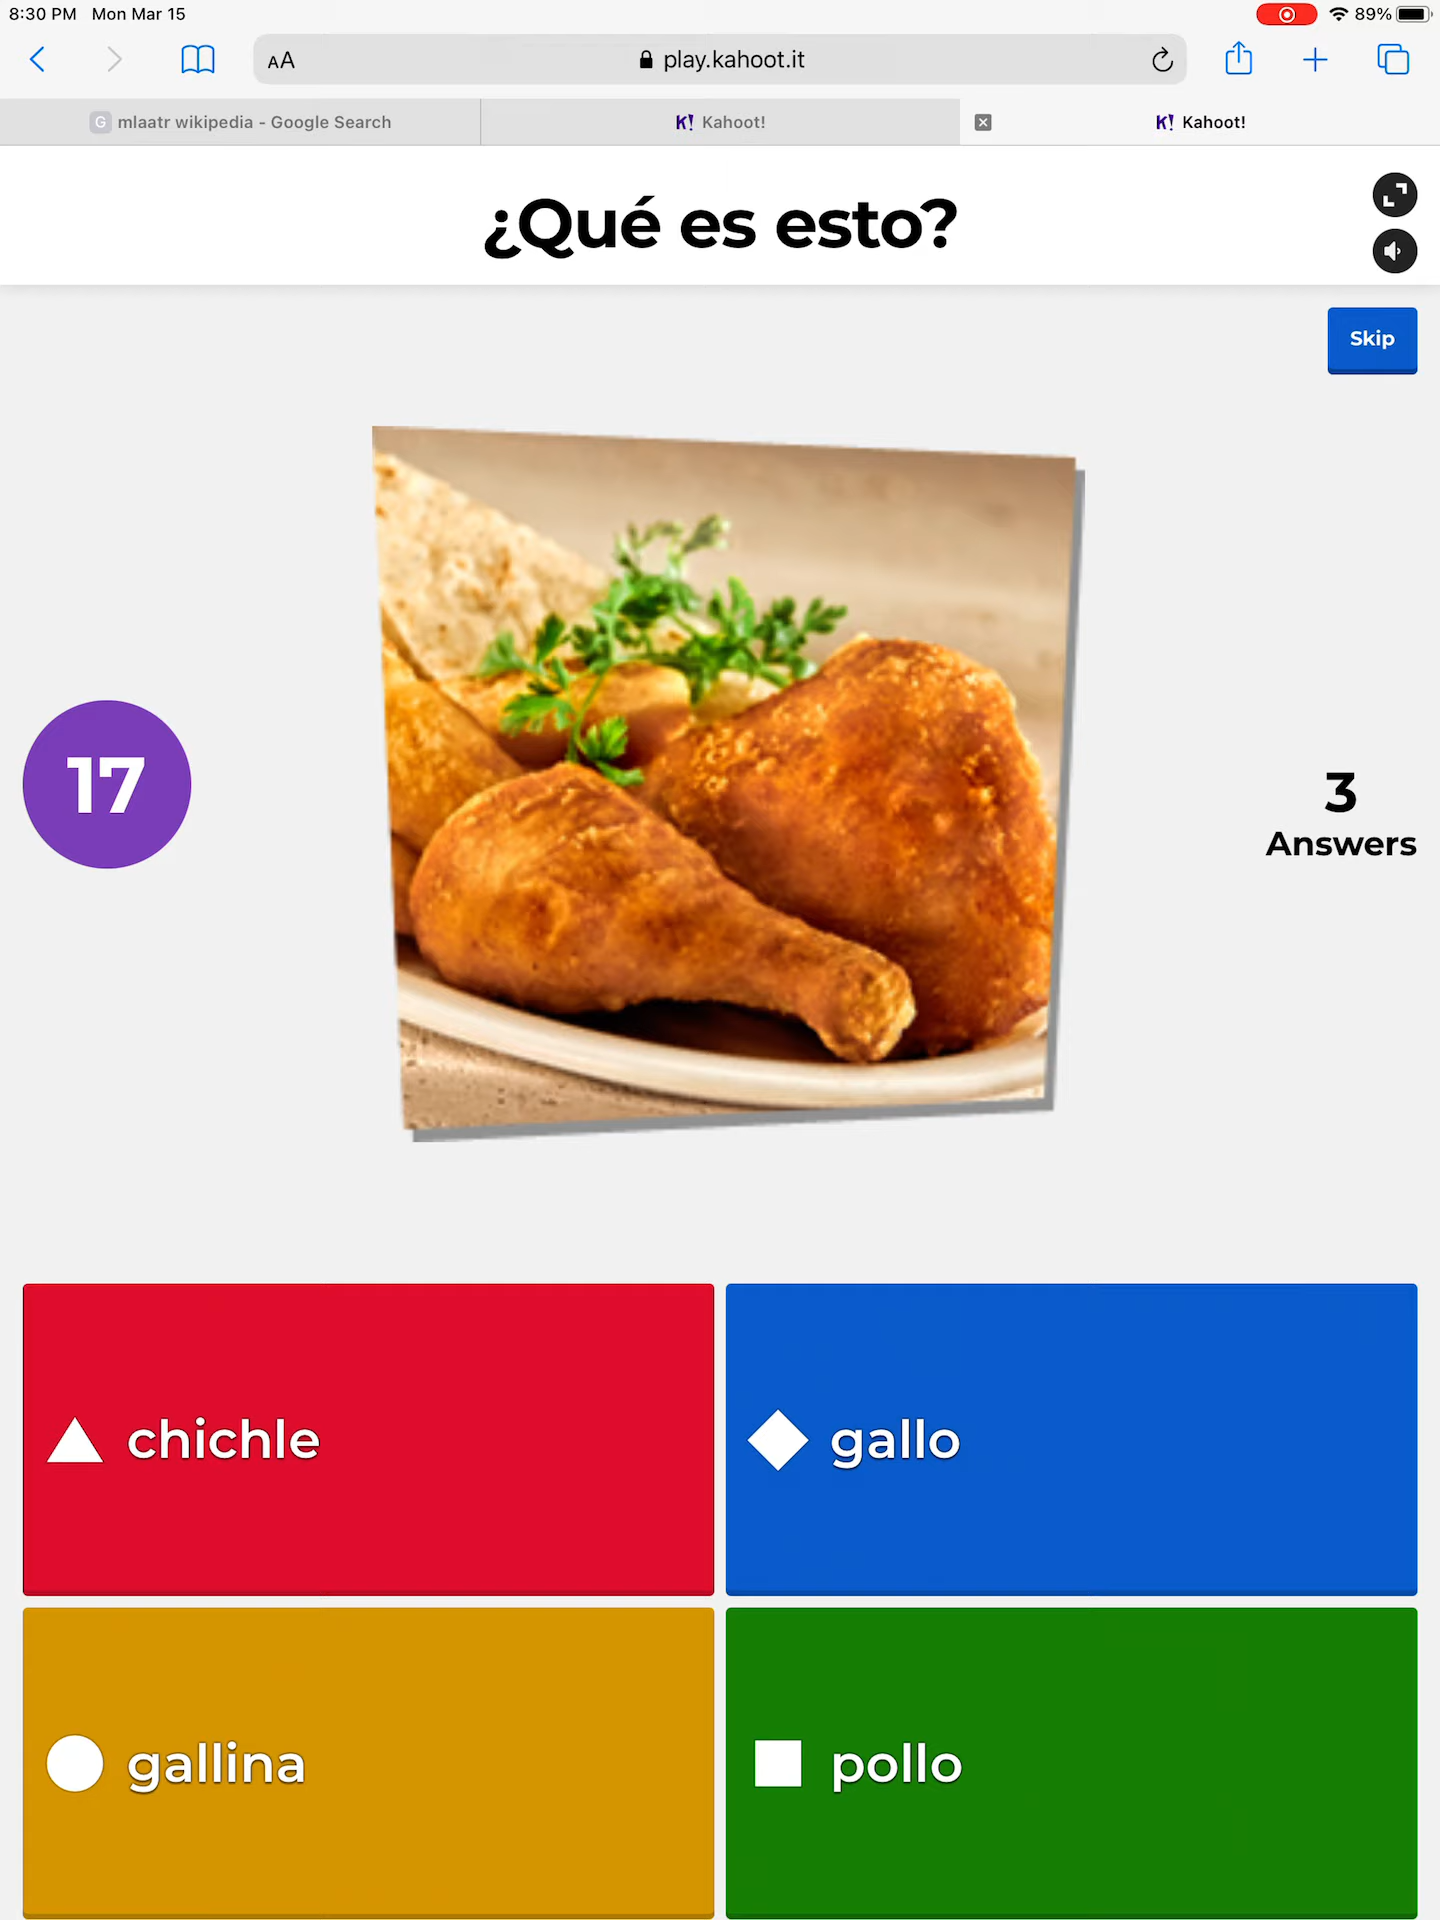 8:30 PM Mon Mar 15
89%
AA
play.kahoot.it
G mlaatr wikipedia - Google Search
K! Kahoot!
K! Kahoot!
¿Qué es esto?
Skip
17
3
Answers
chichle
gallo
gallina
pollo